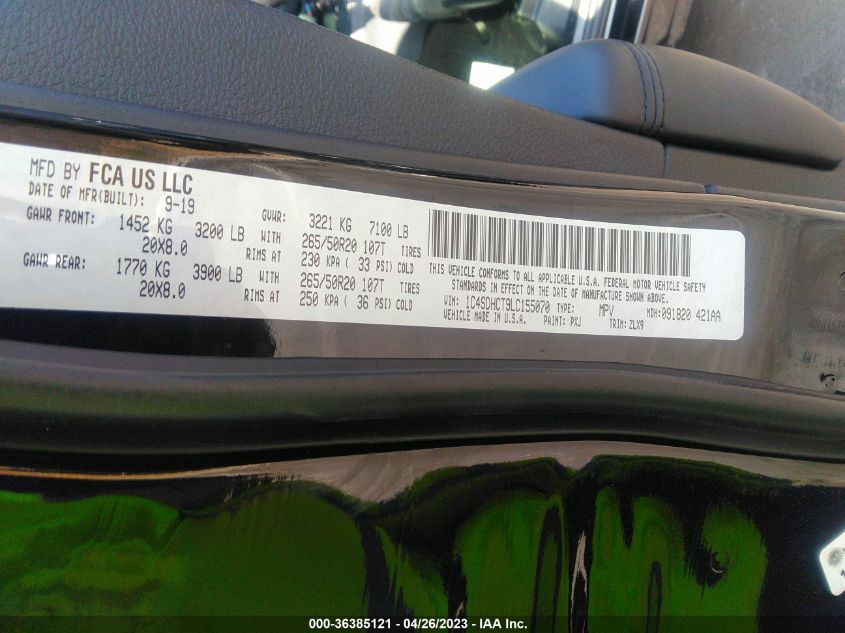 MFD BY FCA US LLC
DATE OF MFR(BUILT): 9-19
GVWR: 3221 KG 7100 LB
GAWR FRONT: 1452 KG 3200 LB WITH 265/50R20 107T TIRES
20X8.0 RIMS AT 230 KPA ( 33 PSI) COLD
GAWR REAR: 1770 KG 3900 LB WITH 265/50R20 107T TIRES
20X8.0 RIMS AT 250 KPA ( 36 PSI) COLD
THIS VEHICLE CONFORMS TO ALL APPLICABLE U.S.A. FEDERAL MOTOR VEHICLE SAFETY
STANDARDS IN EFFECT ON THE DATE OF MANUFACTURE SHOWN ABOVE.
VIN: 1C4SDHCT9LC155070 TYPE: MPV MDH:091820 421AA
VEHICLE MADE IN U.S.A. PAINT: PXJ TRIM: ZLX9
000-36385121 - 04/26/2023 - IAA Inc.